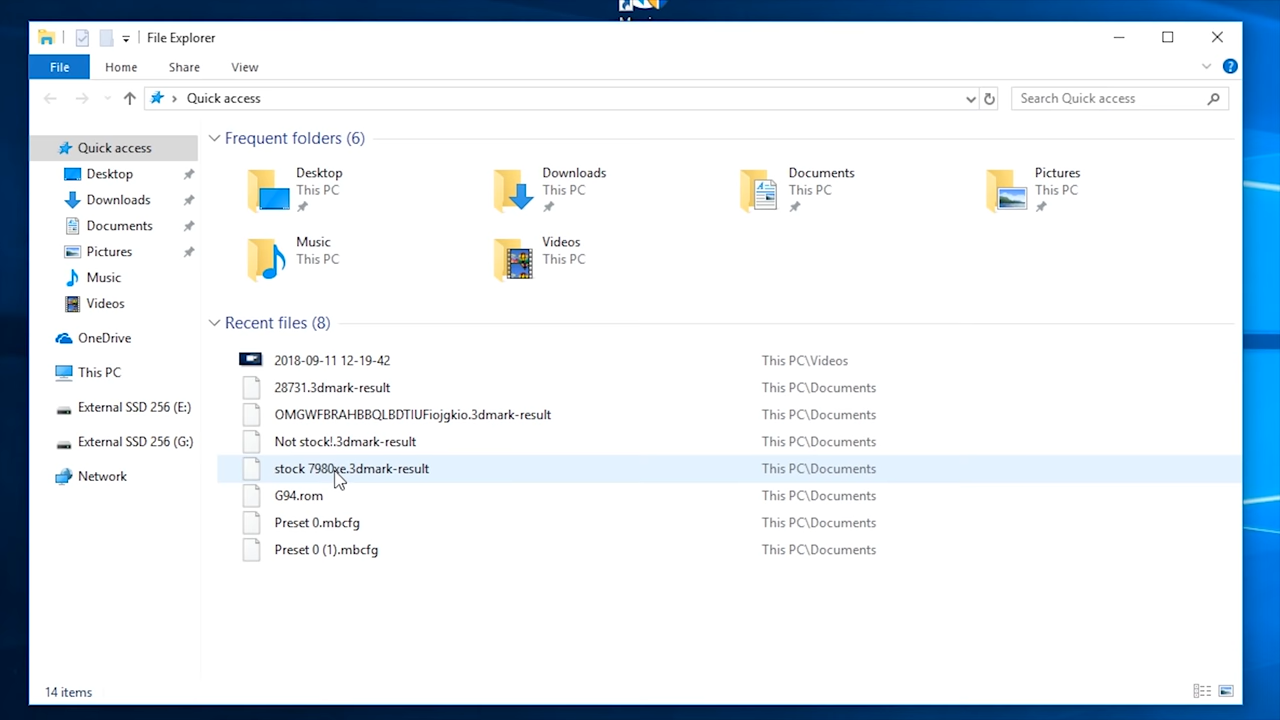 File Explorer
File Home Share View
Quick access Search Quick access
Quick access
Desktop
Downloads
Documents
Pictures
Music
Videos
OneDrive
This PC
External SSD 256 (E:)
External SSD 256 (G:)
Network
Frequent folders (6)
Desktop
This PC
Downloads
This PC
Documents
This PC
Pictures
This PC
Music
This PC
Videos
This PC
Recent files (8)
2018-09-11 12-19-42 This PC\Videos
28731.3dmark-result This PC\Documents
OMGWFBRAHBBQLBDTIUFiojgkio.3dmark-result This PC\Documents
Not stock!.3dmark-result This PC\Documents
stock 7980xe.3dmark-result This PC\Documents
G94.rom This PC\Documents
Preset 0.mbcfg This PC\Documents
Preset 0 (1).mbcfg This PC\Documents
14 items